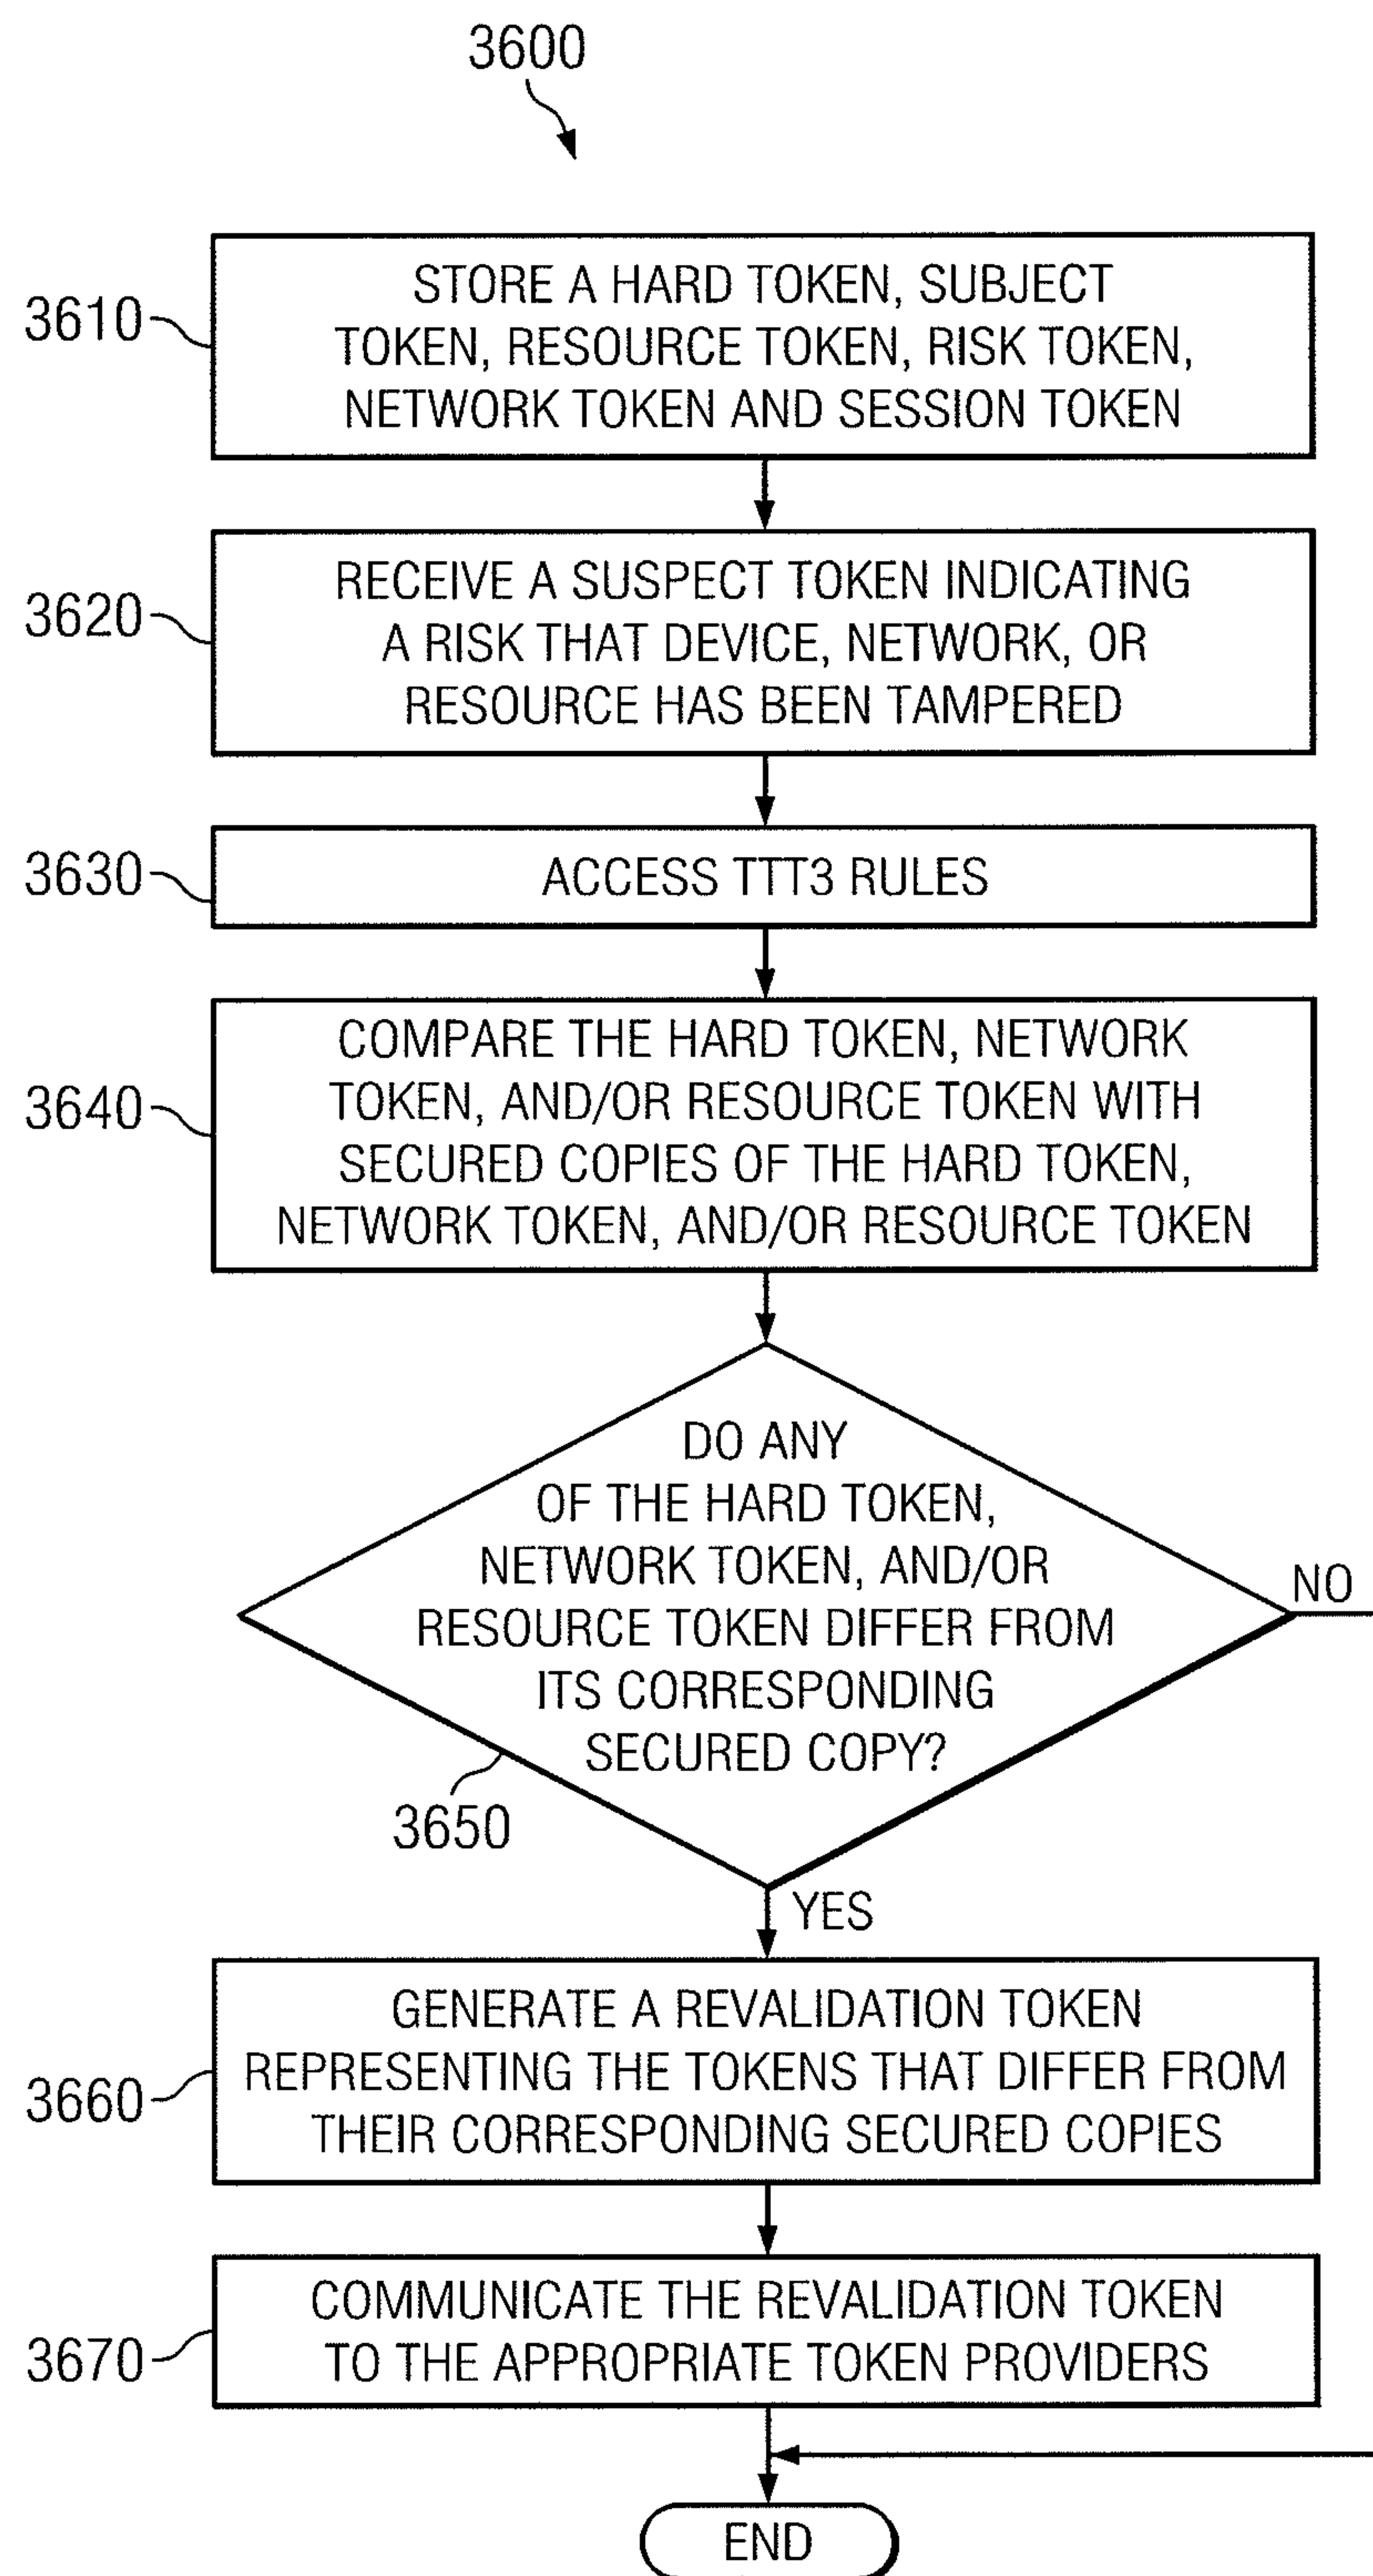 3600
3610
STORE A HARD TOKEN, SUBJECT
TOKEN, RESOURCE TOKEN, RISK TOKEN,
NETWORK TOKEN AND SESSION TOKEN
3620
RECEIVE A SUSPECT TOKEN INDICATING
A RISK THAT DEVICE, NETWORK, OR
RESOURCE HAS BEEN TAMPERED
3630
ACCESS TTT3 RULES
3640
COMPARE THE HARD TOKEN, NETWORK
TOKEN, AND/OR RESOURCE TOKEN WITH
SECURED COPIES OF THE HARD TOKEN,
NETWORK TOKEN, AND/OR RESOURCE TOKEN
DO ANY
OF THE HARD TOKEN,
NETWORK TOKEN, AND/OR
RESOURCE TOKEN DIFFER FROM
ITS CORRESPONDING
SECURED COPY?
NO
3650
YES
3660
GENERATE A REVALIDATION TOKEN
REPRESENTING THE TOKENS THAT DIFFER FROM
THEIR CORRESPONDING SECURED COPIES
3670
COMMUNICATE THE REVALIDATION TOKEN
TO THE APPROPRIATE TOKEN PROVIDERS
END